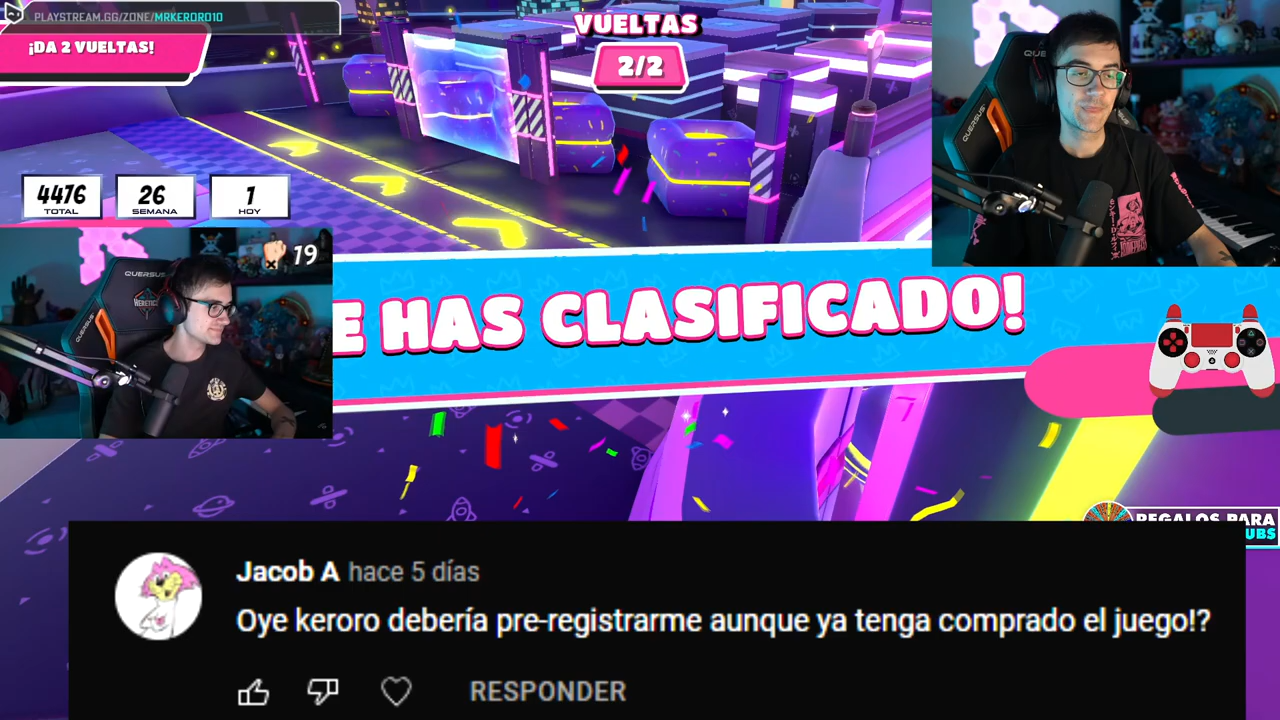 PLAYSTREAM.GG/ZONE/MRKERORO10
¡DA 2 VUELTAS!
VUELTAS
2/2
4476
TOTAL
26
SEMANA
1
HOY
19
QUERSUS
QUERSUS
E HAS CLASIFICADO!
REGALOS PARA
UBS
Jacob A hace 5 días
Oye keroro debería pre-registrarme aunque ya tenga comprado el juego!?
RESPONDER